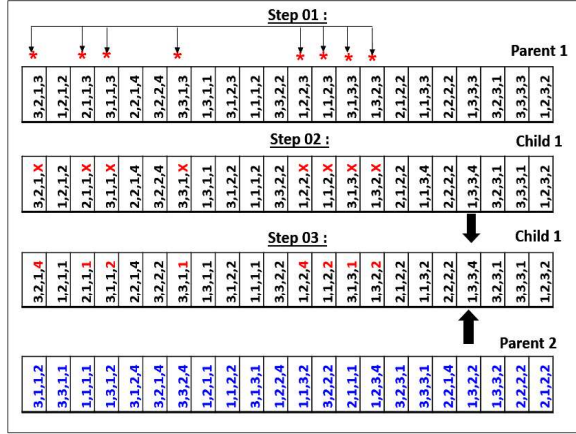 Step 01 :
* * * * * * * *
Parent 1
3,2,1,3 1,2,1,2 2,1,1,3 3,1,1,3 2,2,1,4 3,2,2,4 3,3,1,3 1,3,1,1 3,1,2,3 1,1,1,2 3,3,2,2 1,2,2,3 1,1,2,3 3,1,3,3 1,3,2,3 2,1,2,2 1,1,3,3 2,2,2,2 1,3,3,3 3,2,3,1 3,3,3,3 1,2,3,2
Step 02 :
Child 1
3,2,1,X 1,2,1,2 2,1,1,X 3,1,1,X 2,2,1,4 3,2,2,4 3,3,1,X 1,3,1,1 3,1,2,2 1,1,1,2 3,3,2,2 1,2,2,X 1,1,2,X 3,1,3,X 1,3,2,X 2,1,2,2 1,1,3,4 2,2,2,2 1,3,3,4 3,2,3,1 3,3,3,1 1,2,3,2
Step 03 :
Child 1
3,2,1,4 1,2,1,1 2,1,1,1 3,1,1,2 2,2,1,4 3,2,2,2 3,3,1,1 1,3,1,1 3,1,2,2 1,1,1,1 3,3,2,2 1,2,2,4 1,1,2,2 3,1,3,1 1,3,2,2 2,1,2,2 1,1,3,2 2,2,2,2 1,3,3,4 3,2,3,1 3,3,3,1 1,2,3,2
Parent 2
3,1,1,2 3,3,1,1 1,1,1,1 1,3,1,2 3,1,2,4 3,2,1,4 3,3,2,4 1,2,1,1 1,1,2,2 3,1,3,1 2,1,2,4 1,1,3,2 2,2,2,2 2,1,1,1 1,2,3,4 3,2,3,1 3,3,3,1 2,2,1,4 1,3,2,2 1,3,3,2 2,2,2,2 2,1,2,2